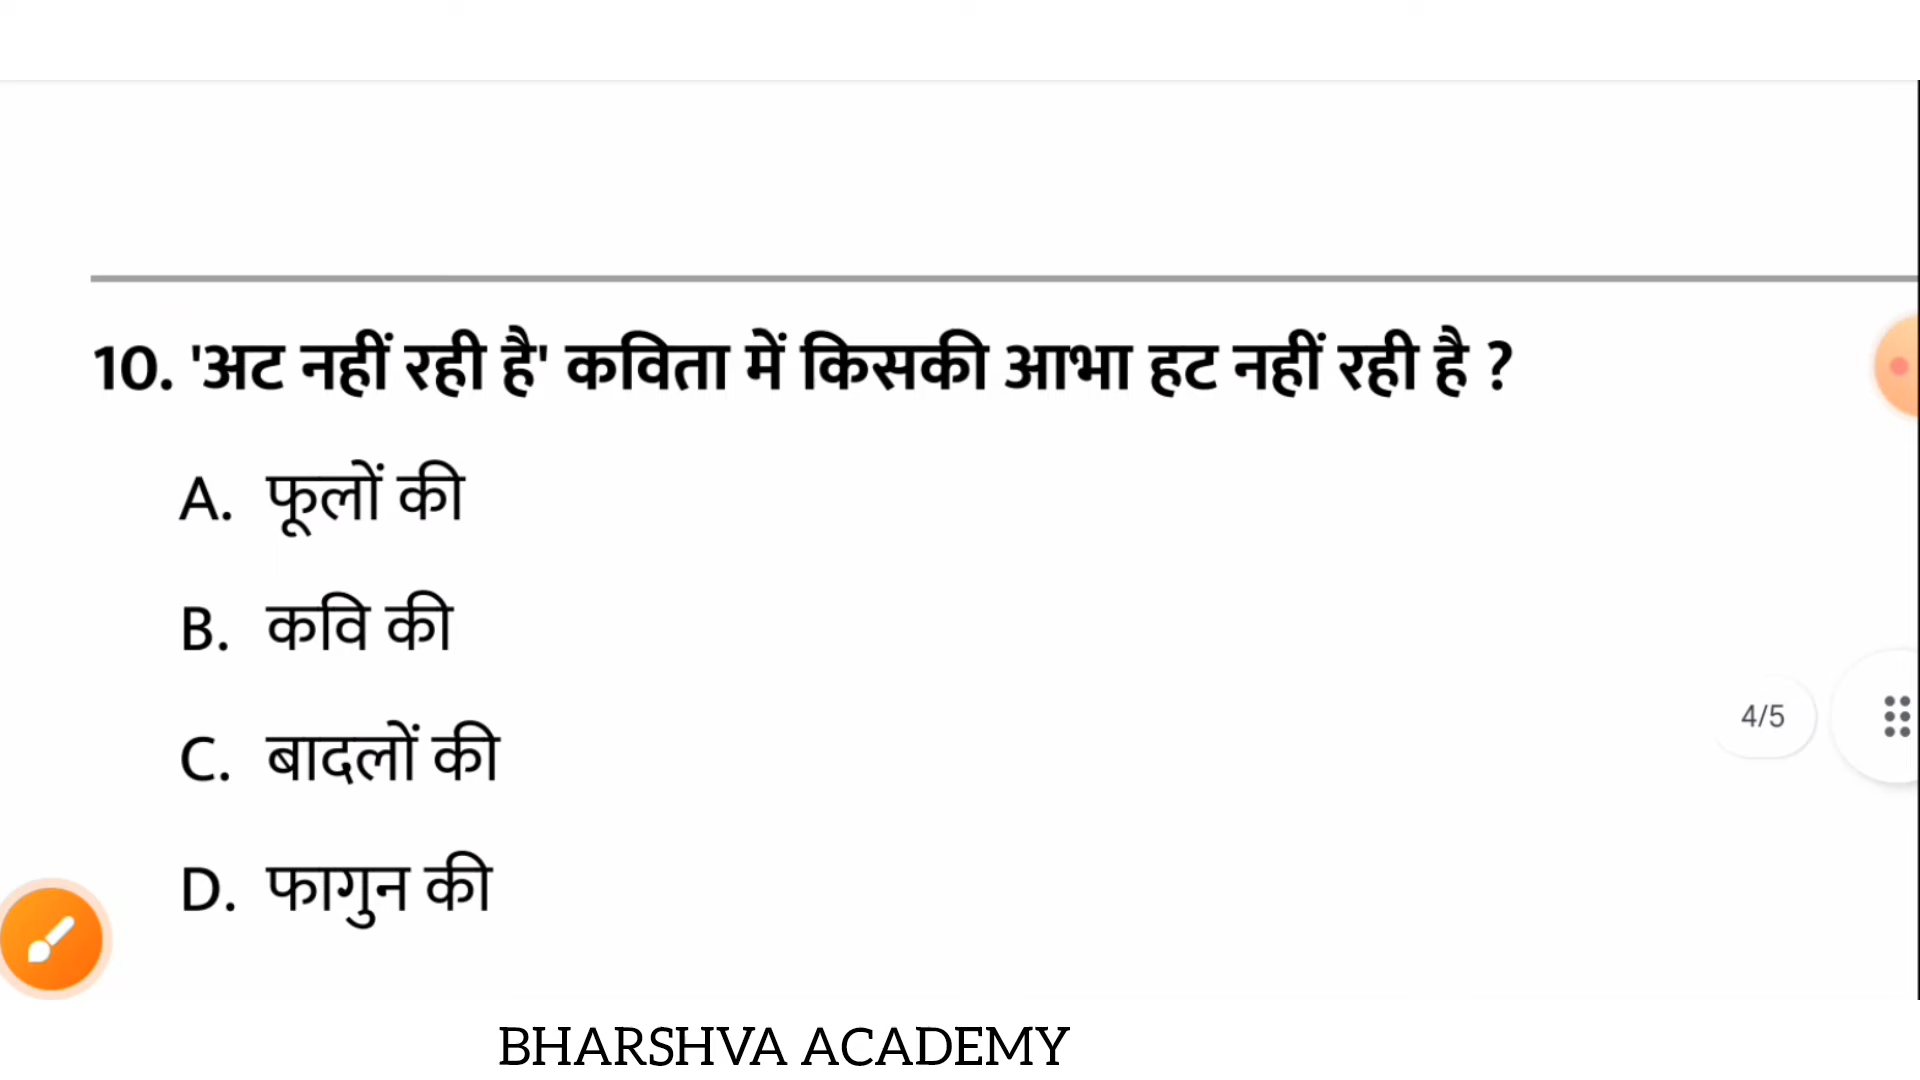 10. 'अट नहीं रही है' कविता में किसकी आभा हट नहीं रही है ?
A. फूलों की
B. कवि की
C. बादलों की
4/5
D. फागुन की
BHARSHVA ACADEMY